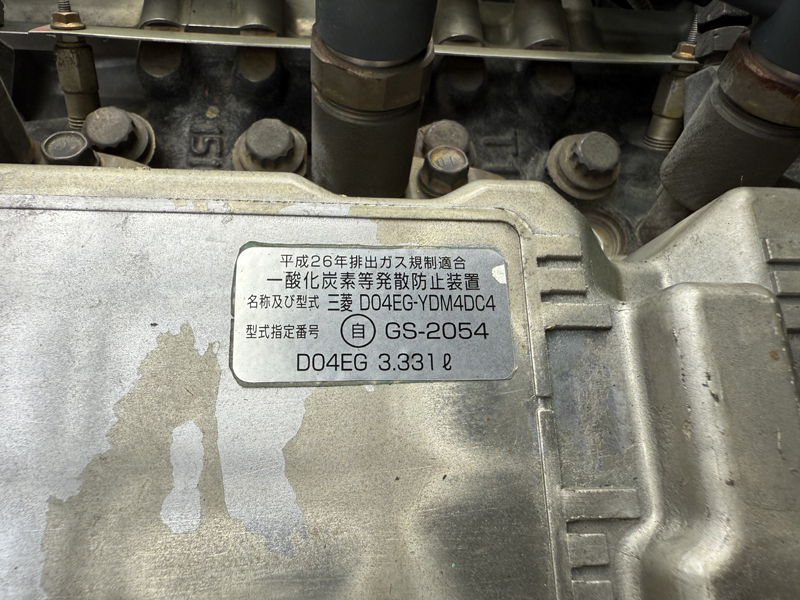 平成26年排出ガス規制適合
一酸化炭素等発散防止装置
名称及び型式 三菱 D04EG-YDM4DC4
型式指定番号 自 GS-2054
D04EG 3.331ℓ